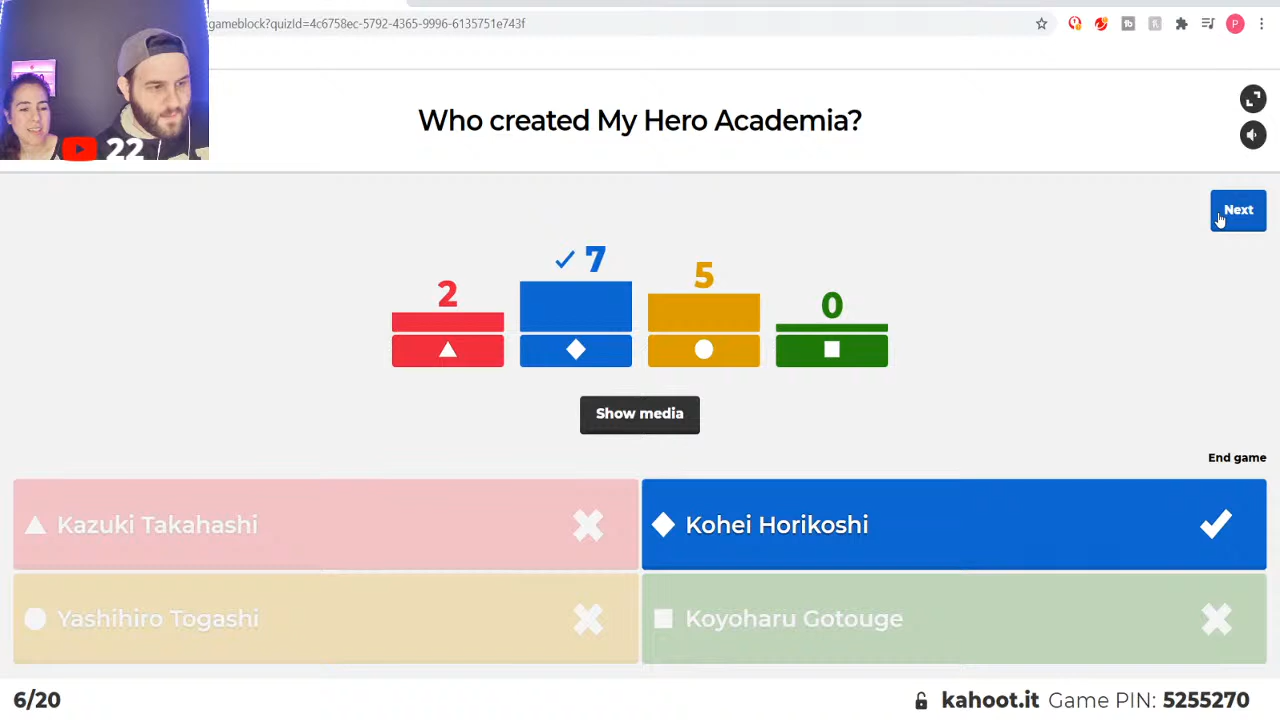 gameblock?quizId=4c6758ec-5792-4365-9996-6135751e743f
P
22
Who created My Hero Academia?
Next
2
7
5
0
Show media
End game
Kazuki Takahashi
Kohei Horikoshi
Yashihiro Togashi
Koyoharu Gotouge
6/20
kahoot.it Game PIN: 5255270